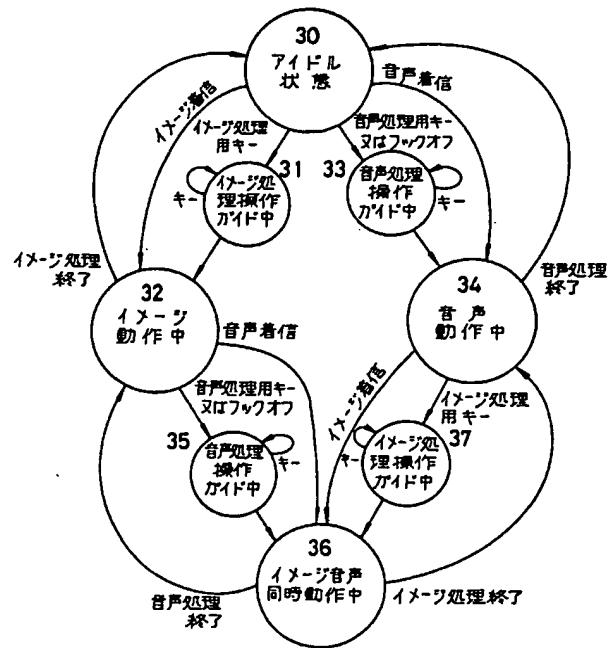 30
アイドル
状態
イメージ着信
音声着信
イメージ処理
用キー
音声処理用キー
又はフックオフ
31
イメージ処
理操作
ガイド中
キー
33
音声処理
操作
ガイド中
キー
イメージ処理
終了
音声処理
終了
32
イメージ
動作中
34
音声
動作中
音声着信
イメージ着信
音声処理用キー
又はフックオフ
イメージ処理
用キー
35
音声処理
操作
ガイド中
キー
37
イメージ処
理操作
ガイド中
キー
36
イメージ音声
同時動作中
音声処理
終了
イメージ処理終了